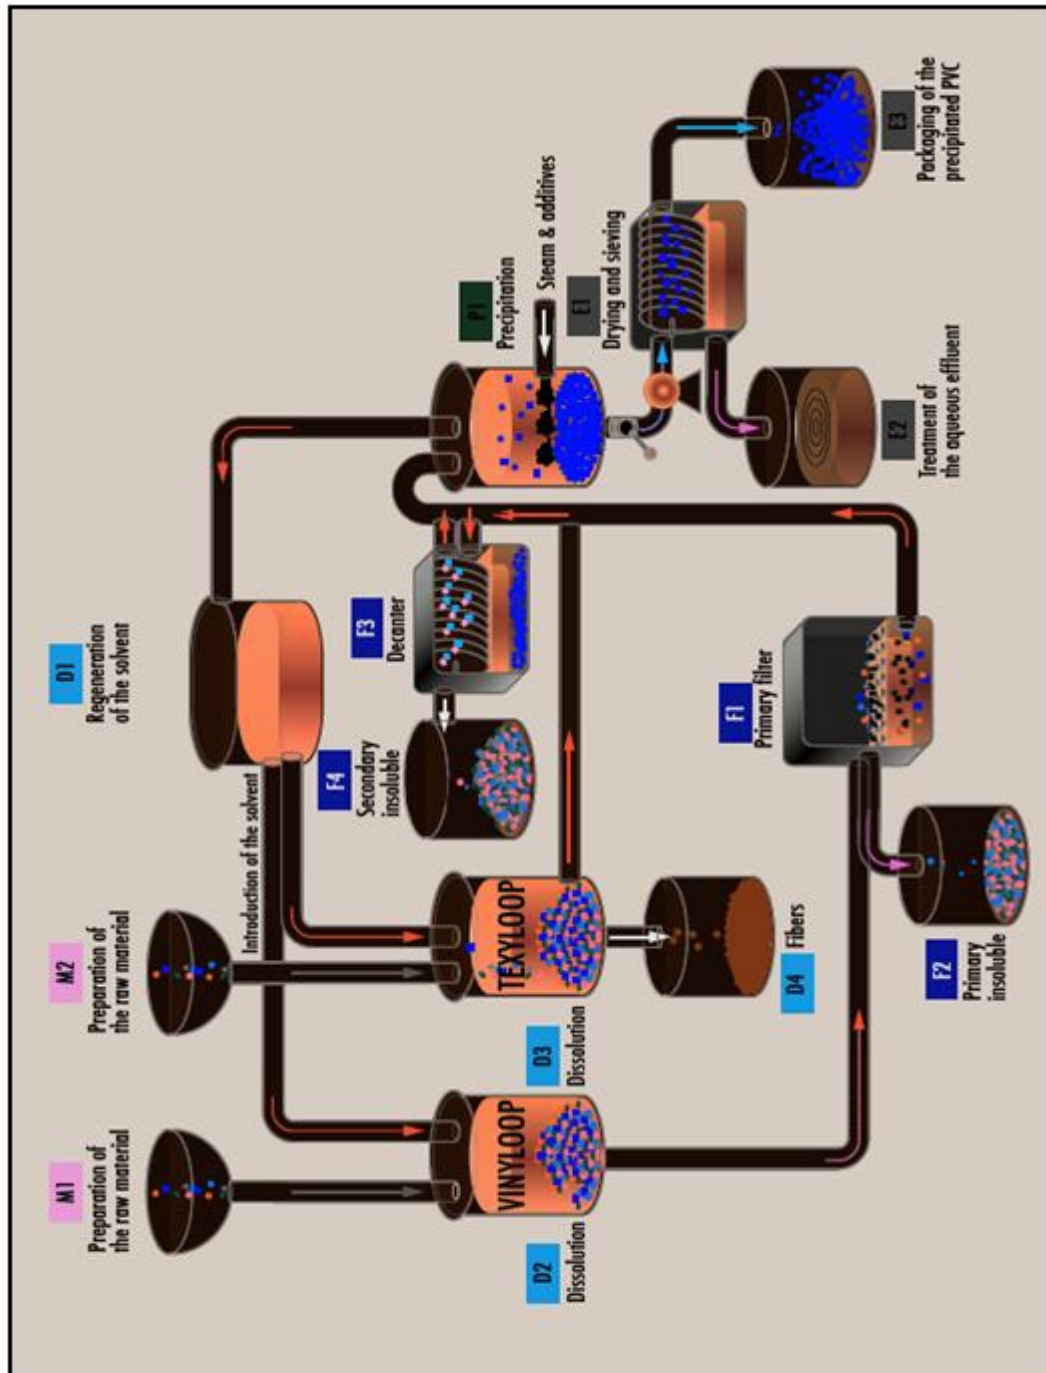 M1
Preparation of
the raw material
M2
Preparation of
the raw material
D1
Regeneration
of the solvent
Introduction of the solvent
D2
Dissolution
VINYLOOP
D3
Dissolution
TEXYLOOP
F4
Secondary
insoluble
F3
Decanter
P1
Precipitation
Steam & additives
D4
Fibers
E1
Drying and sieving
F2
Primary
insoluble
F1
Primary filter
E2
Treatment of
the aqueous effluent
E3
Packaging of the
precipitated PVC